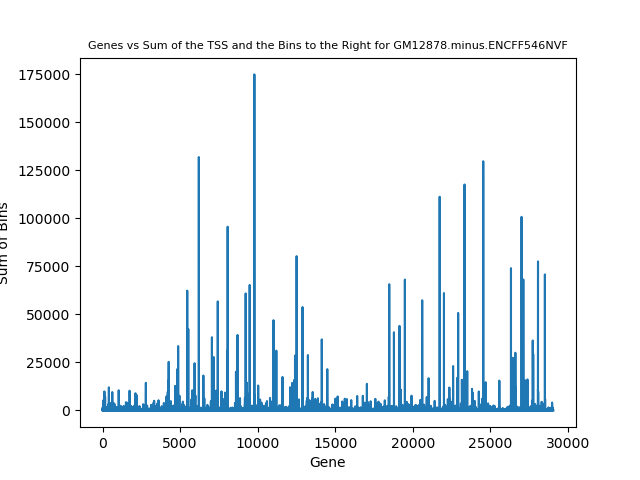 Genes vs Sum of the TSS and the Bins to the Right for GM12878.minus.ENCFF546NVF
175000
150000
125000
100000
75000
50000
25000
0
Sum of Bins
0 5000 10000 15000 20000 25000 30000
Gene